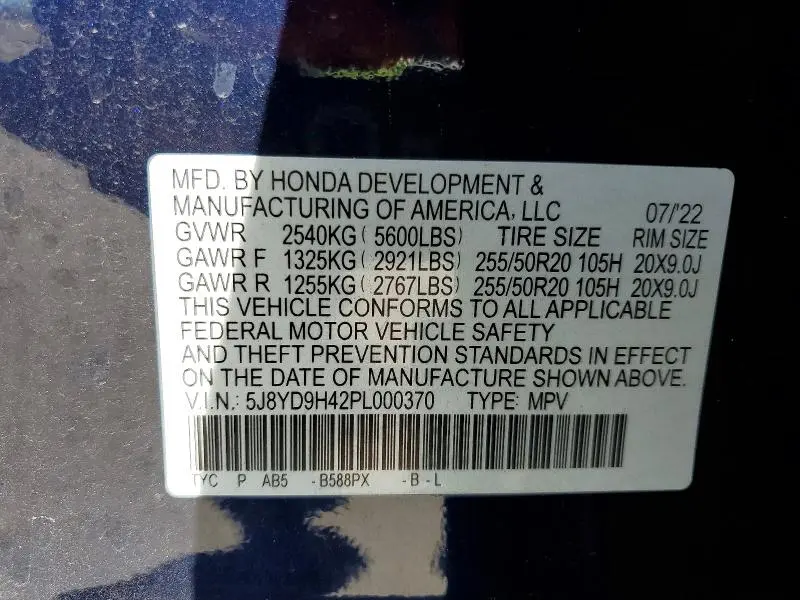 MFD. BY HONDA DEVELOPMENT &
MANUFACTURING OF AMERICA, LLC 07/'22
GVWR 2540KG ( 5600LBS) TIRE SIZE RIM SIZE
GAWR F 1325KG ( 2921LBS) 255/50R20 105H 20X9.0J
GAWR R 1255KG ( 2767LBS) 255/50R20 105H 20X9.0J
THIS VEHICLE CONFORMS TO ALL APPLICABLE
FEDERAL MOTOR VEHICLE SAFETY
AND THEFT PREVENTION STANDARDS IN EFFECT
ON THE DATE OF MANUFACTURE SHOWN ABOVE.
V.I.N.: 5J8YD9H42PL000370 TYPE: MPV
TYC P AB5 -B588PX -B-L